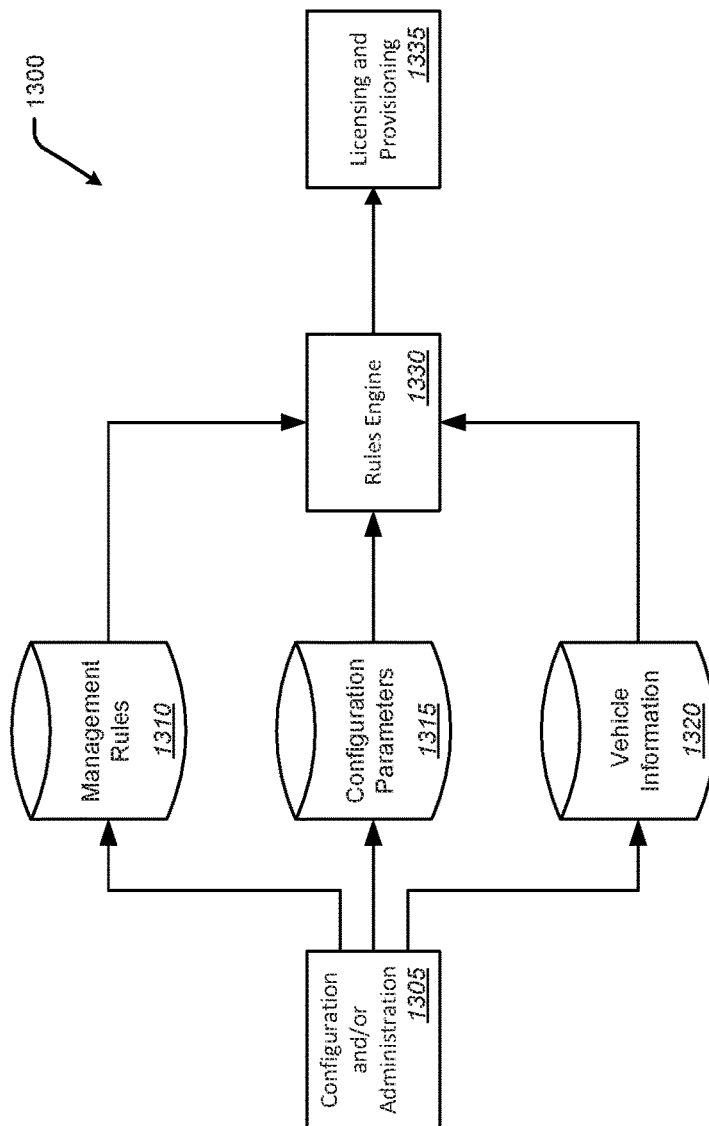 1300
Configuration
and/or
Administration
1305
Management
Rules
1310
Configuration
Parameters
1315
Vehicle
Information
1320
Rules Engine
1330
Licensing and
Provisioning
1335